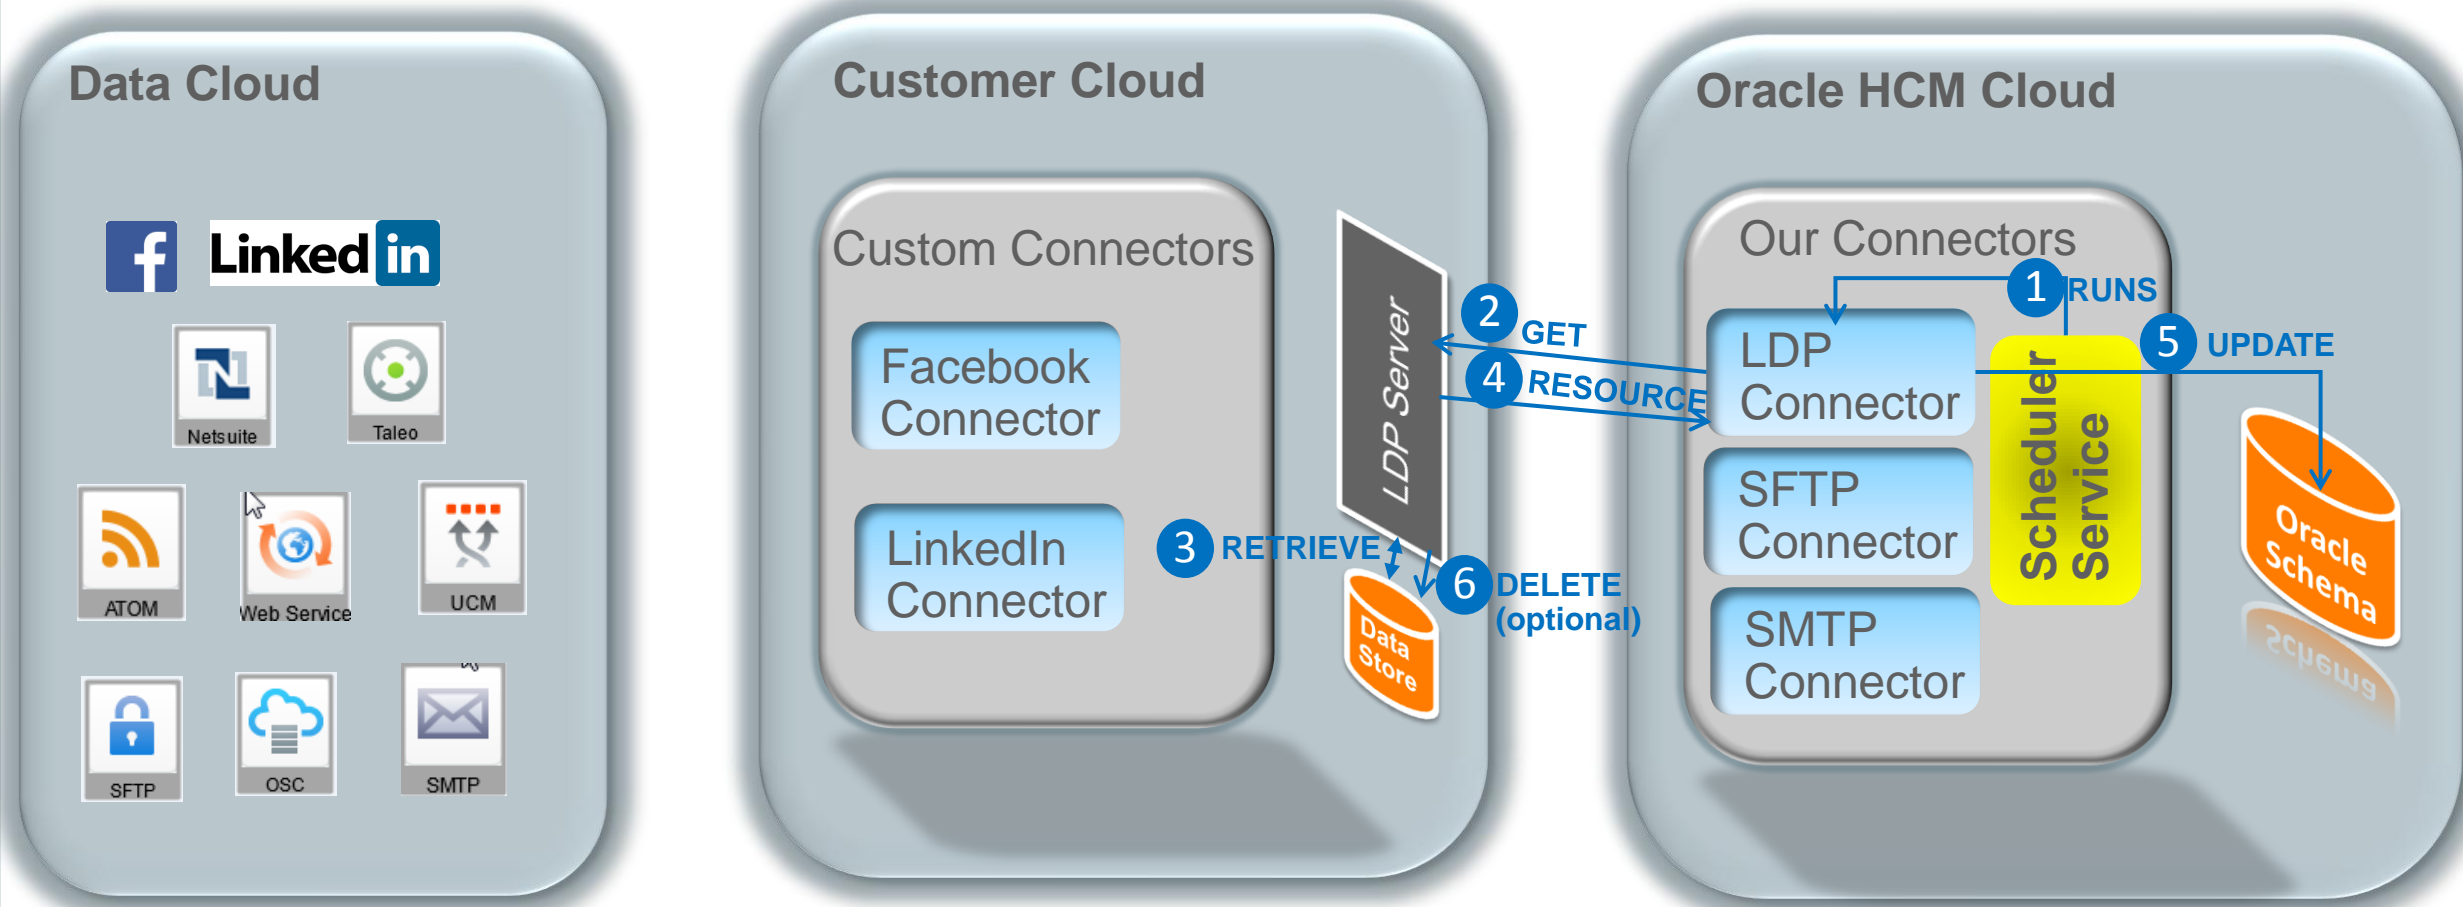 Data Cloud
Linked in
Netsuite
Taleo
ATOM
Web Service
UCM
SFTP
OSC
SMTP
Customer Cloud
Custom Connectors
Facebook
Connector
LinkedIn
Connector
LDP Server
2 GET
4 RESOURCE
3 RETRIEVE
6 DELETE
(optional)
Data
Store
Oracle HCM Cloud
Our Connectors
1 RUNS
LDP
Connector
SFTP
Connector
SMTP
Connector
Scheduler
Service
5 UPDATE
Oracle
Schema